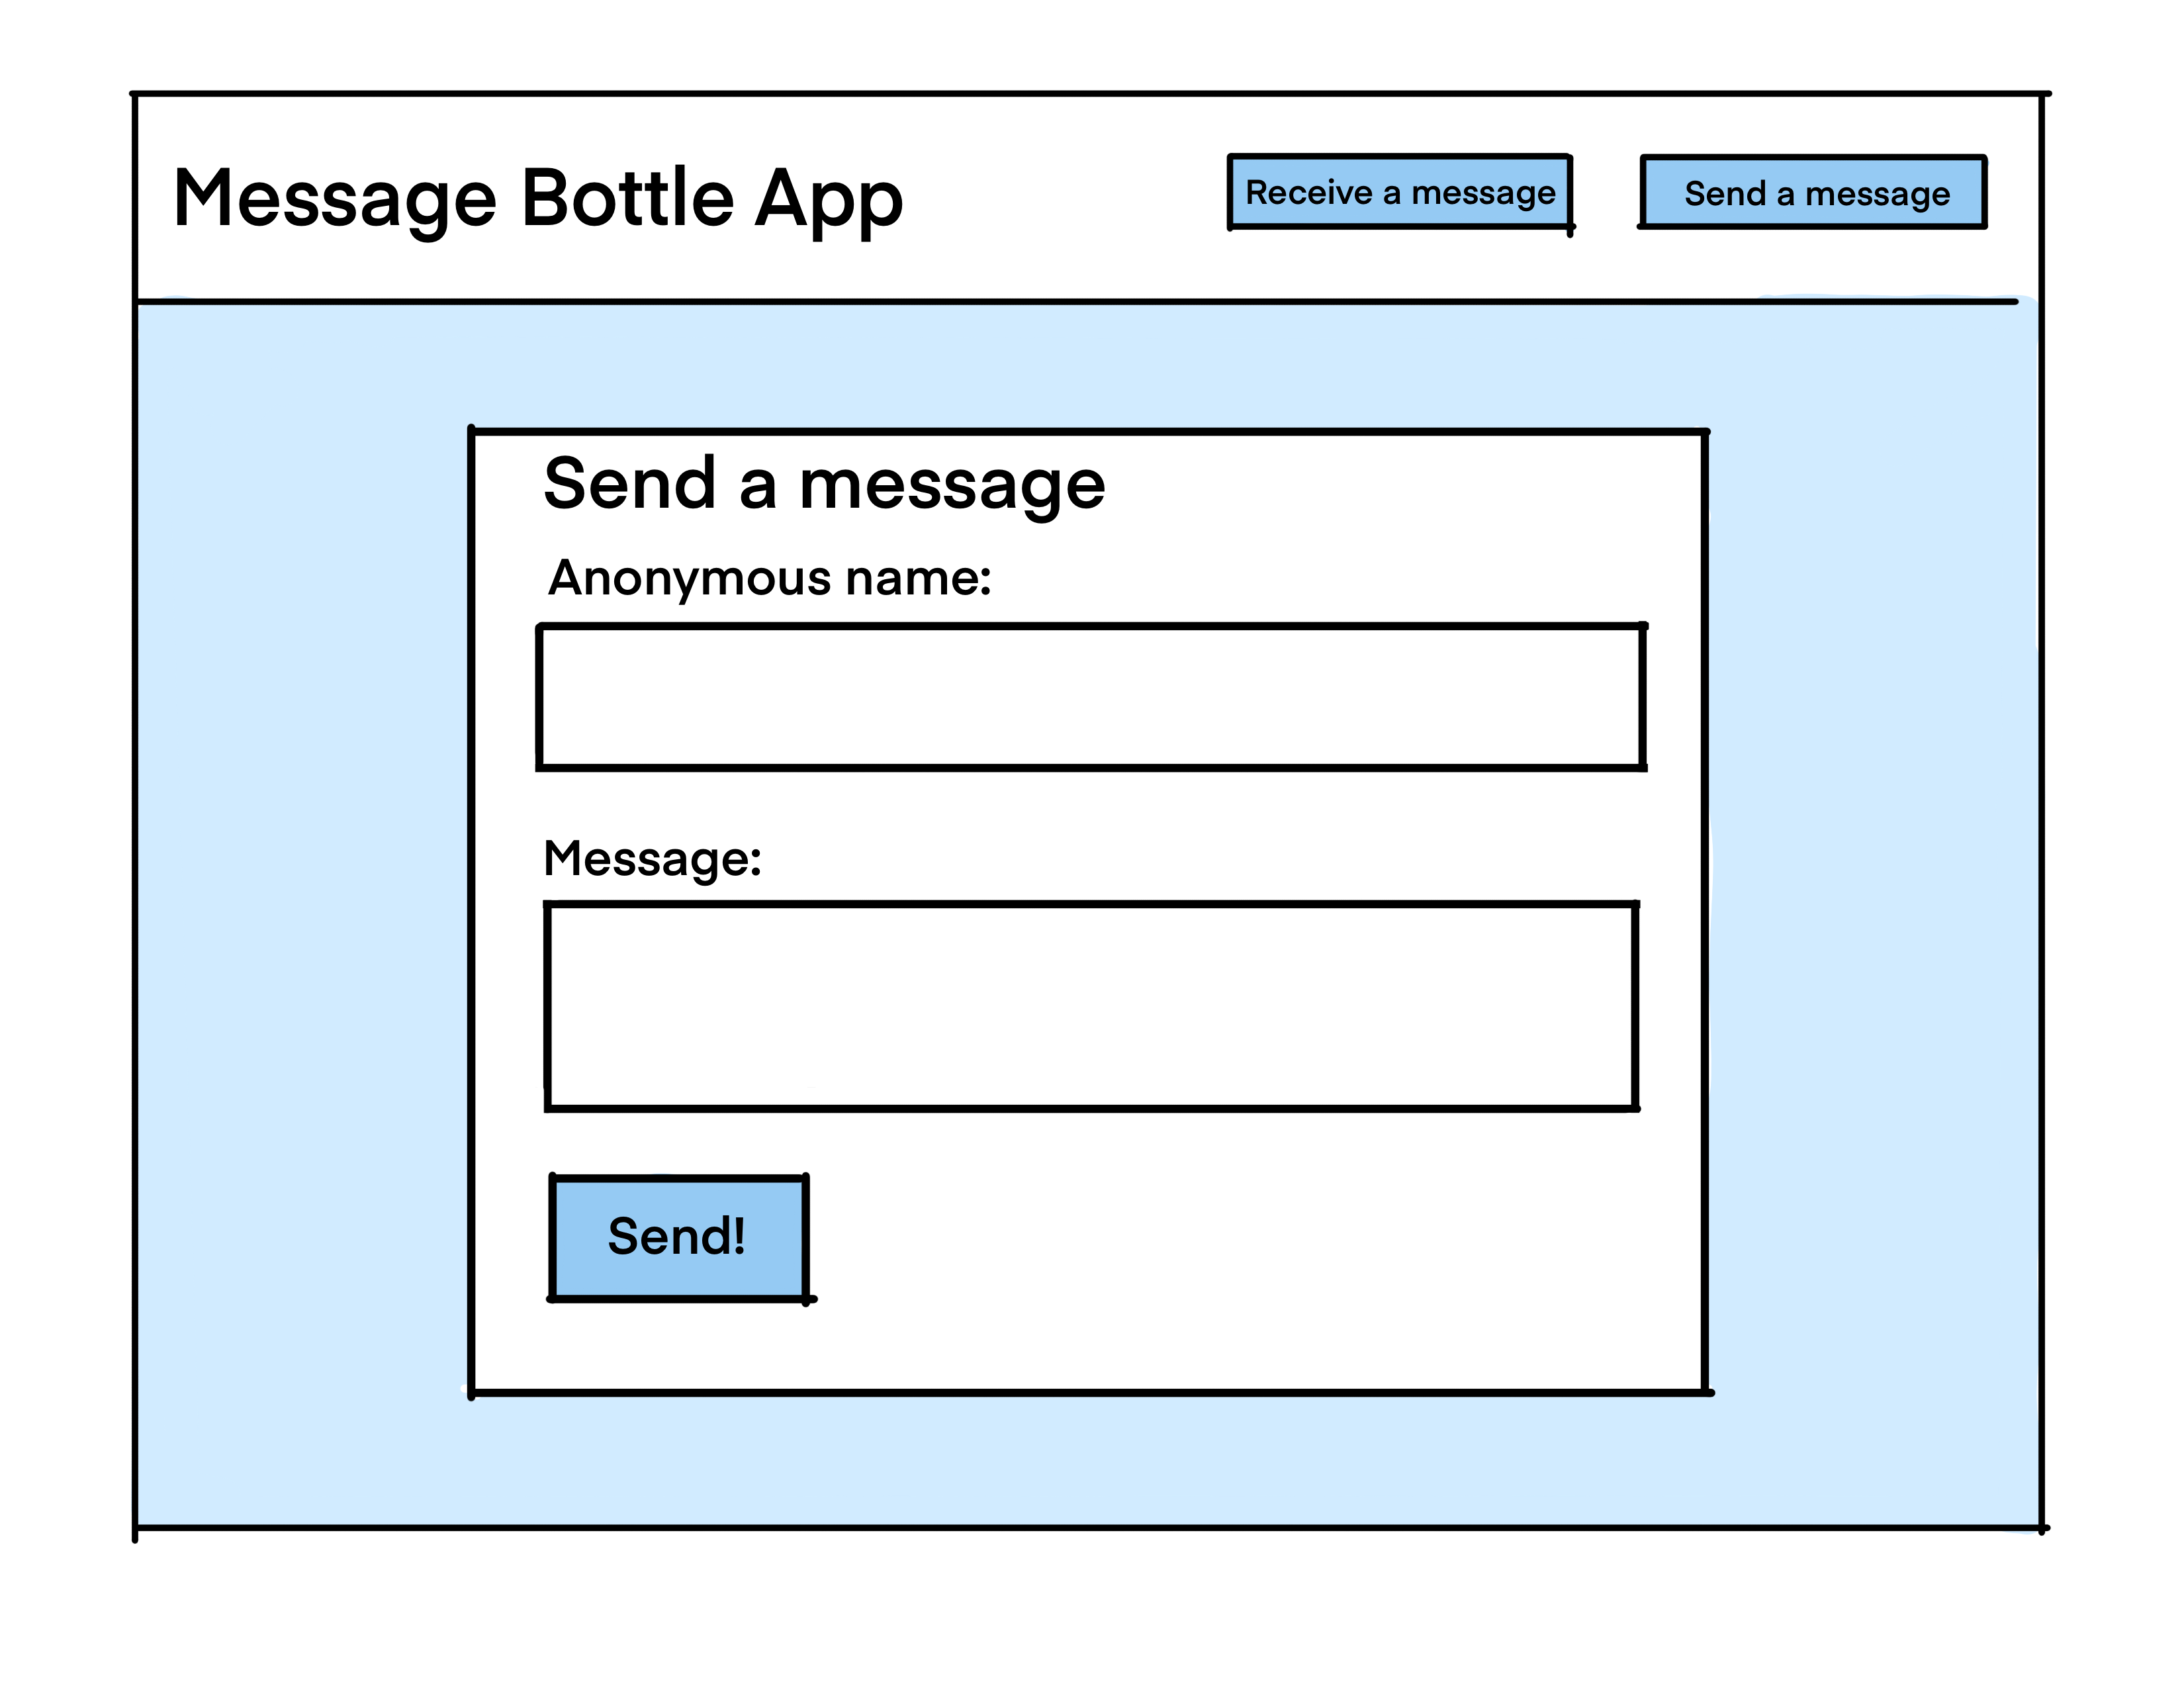 Message Bottle App
Receive a message
Send a message
Send a message
Anonymous name:
Message:
Send!